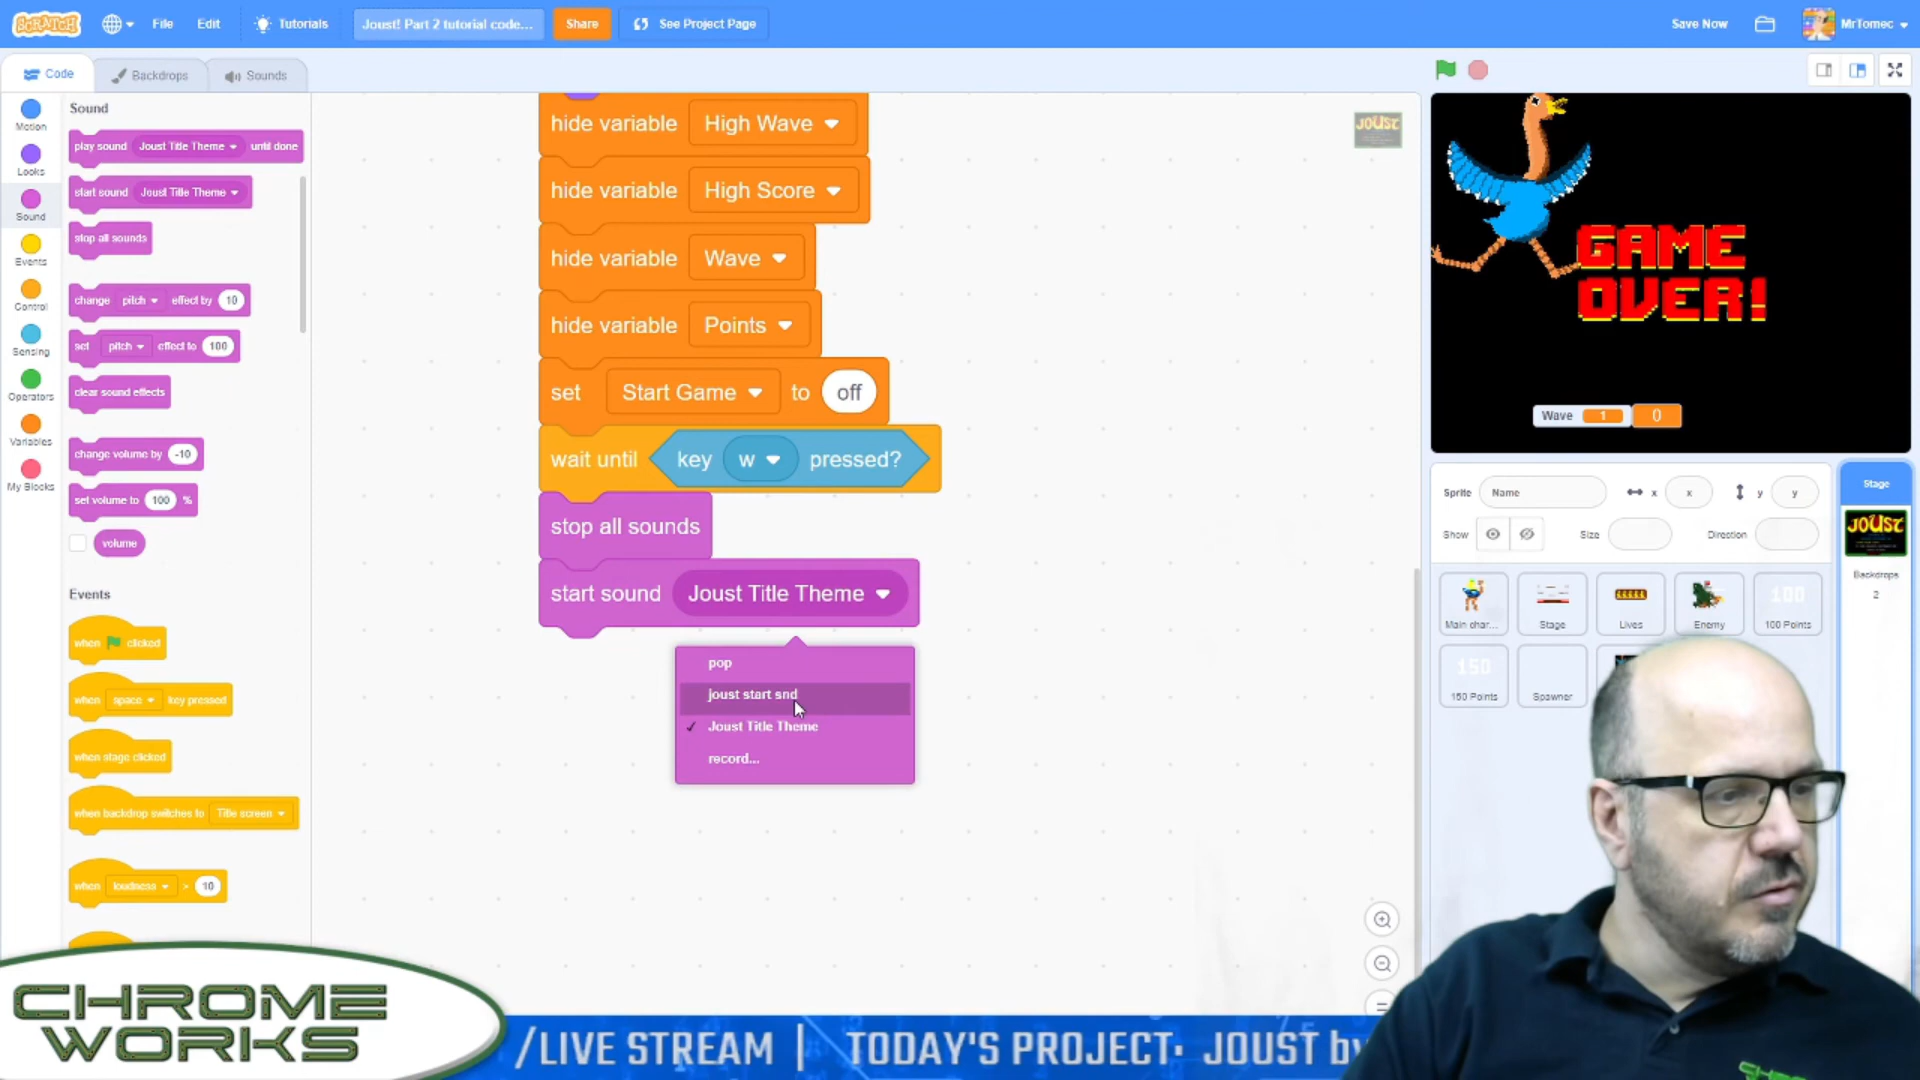 SCRATCH
File
Edit
Tutorials
Joust! Part 2 tutorial code...
Share
See Project Page
Save Now
MrTomec
Code
Backdrops
Sounds
Motion
Looks
Sound
Events
Control
Sensing
Operators
Variables
My Blocks
Sound
play sound Joust Title Theme until done
start sound Joust Title Theme
stop all sounds
change pitch effect by 10
set pitch effect to 100
clear sound effects
change volume by -10
set volume to 100 %
volume
Events
when clicked
when space key pressed
when stage clicked
when backdrop switches to Title screen
when loudness > 10
hide variable High Wave
hide variable High Score
hide variable Wave
hide variable Points
set Start Game to off
wait until key w pressed?
stop all sounds
start sound Joust Title Theme
pop
joust start snd
✓ Joust Title Theme
record...
JOUST
GAME
OVER!
Wave 1 0
Sprite Name x x y y
Show Size Direction
Stage
JOUST
Backdrops
2
Main char...
Stage
Lives
Enemy
100
100 Points
150
150 Points
Spawner
CHROME
WORKS
/LIVE STREAM | TODAY'S PROJECT: JOUST by